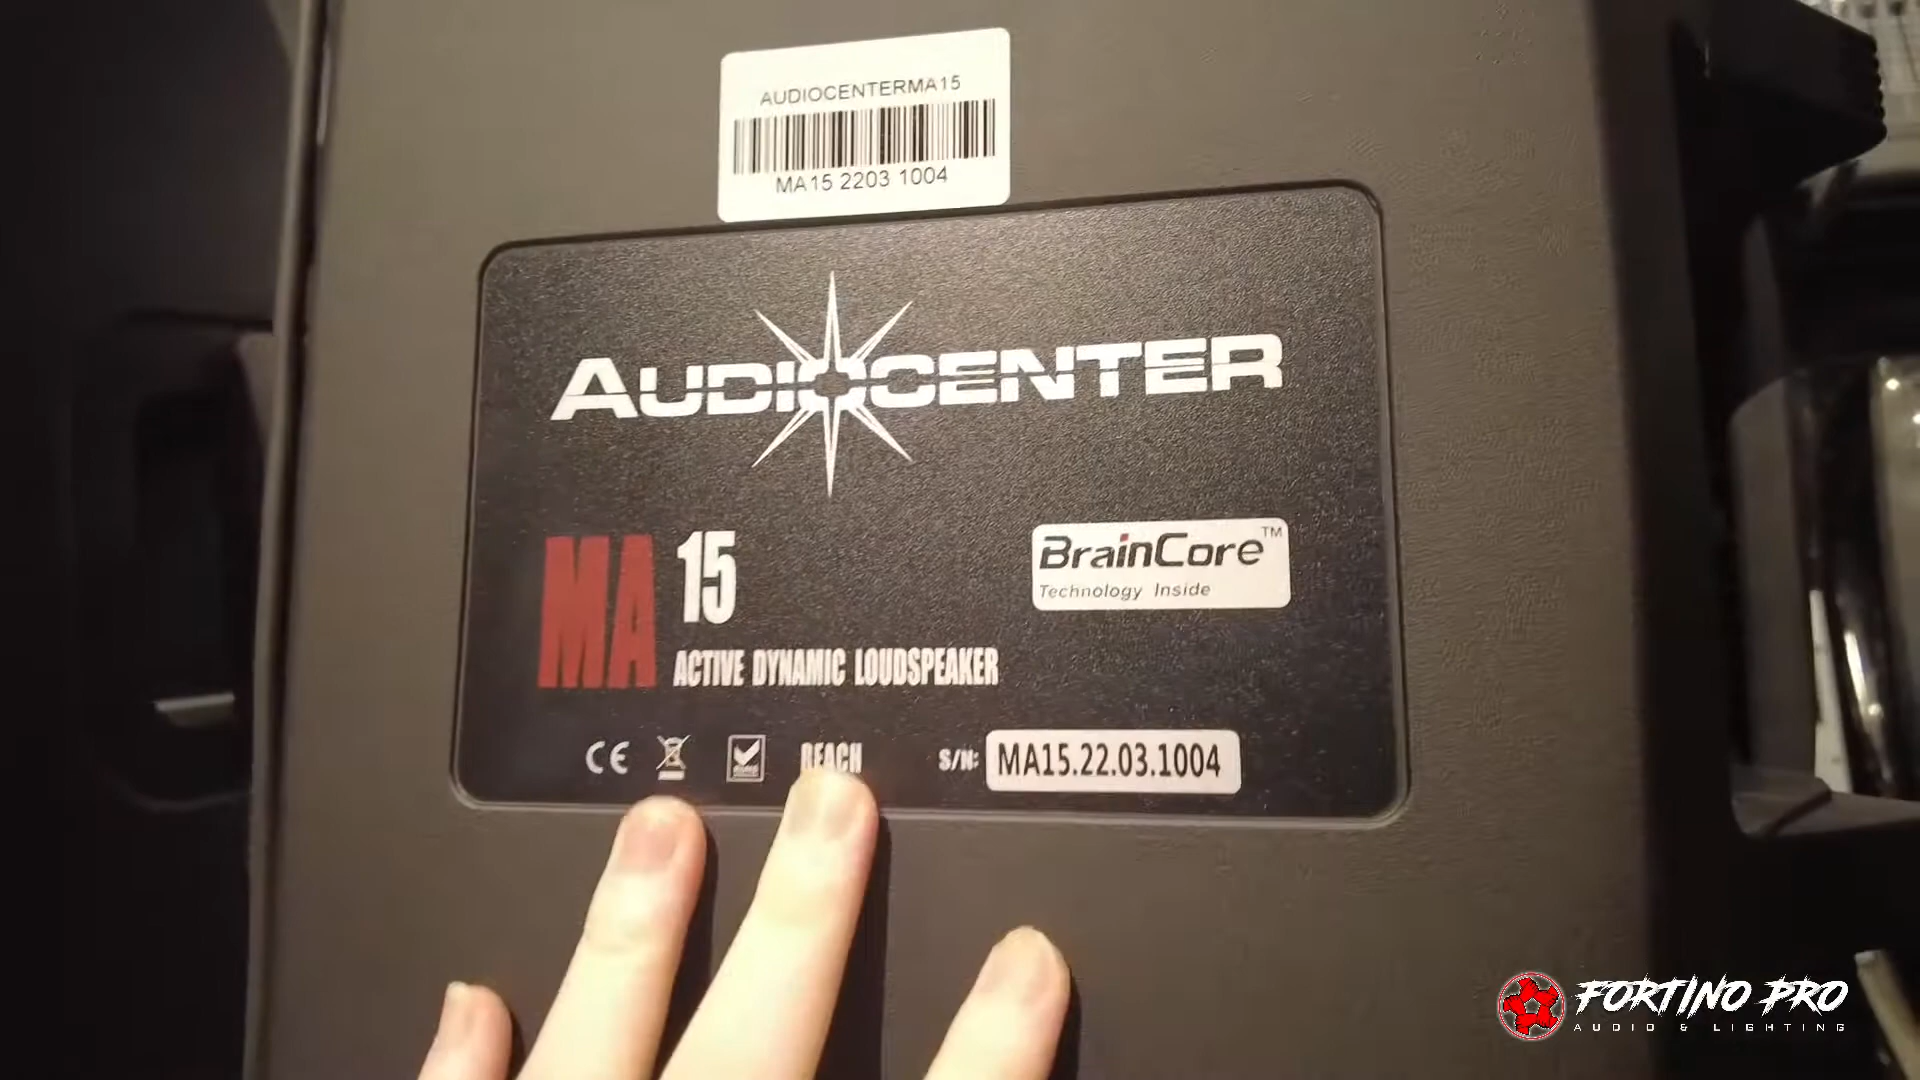 AUDIOCENTERMA15
MA15 2203 1004
AUDIOCENTER
MA 15
BrainCore™
Technology Inside
ACTIVE DYNAMIC LOUDSPEAKER
CE
REACH
S/N: MA15.22.03.1004
FORTINO PRO
AUDIO & LIGHTING